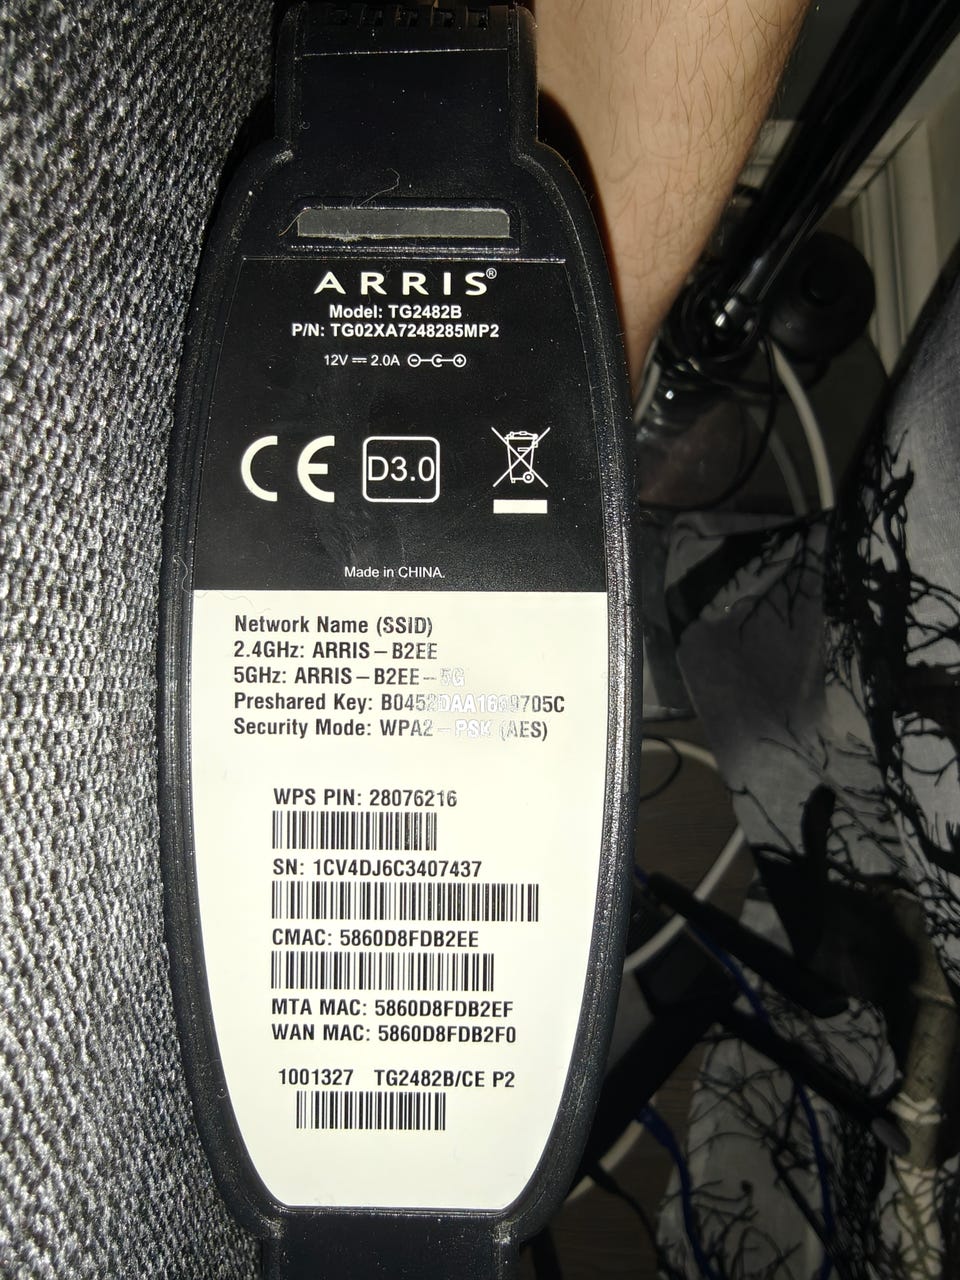 ARRIS®
Model: TG2482B
P/N: TG02XA7248285MP2
12V 2.0A
CE D3.0
Made in CHINA.
Network Name (SSID)
2.4GHz: ARRIS-B2EE
5GHz: ARRIS-B2EE-5G
Preshared Key:
Security Mode: WPA2-PSK (AES)
WPS PIN: 28076216
SN: 1CV4DJ6C3407437
CMAC: 5860D8FDB2EE
MTA MAC: 5860D8FDB2EF
WAN MAC: 5860D8FDB2F0
1001327 TG2482B/CE P2